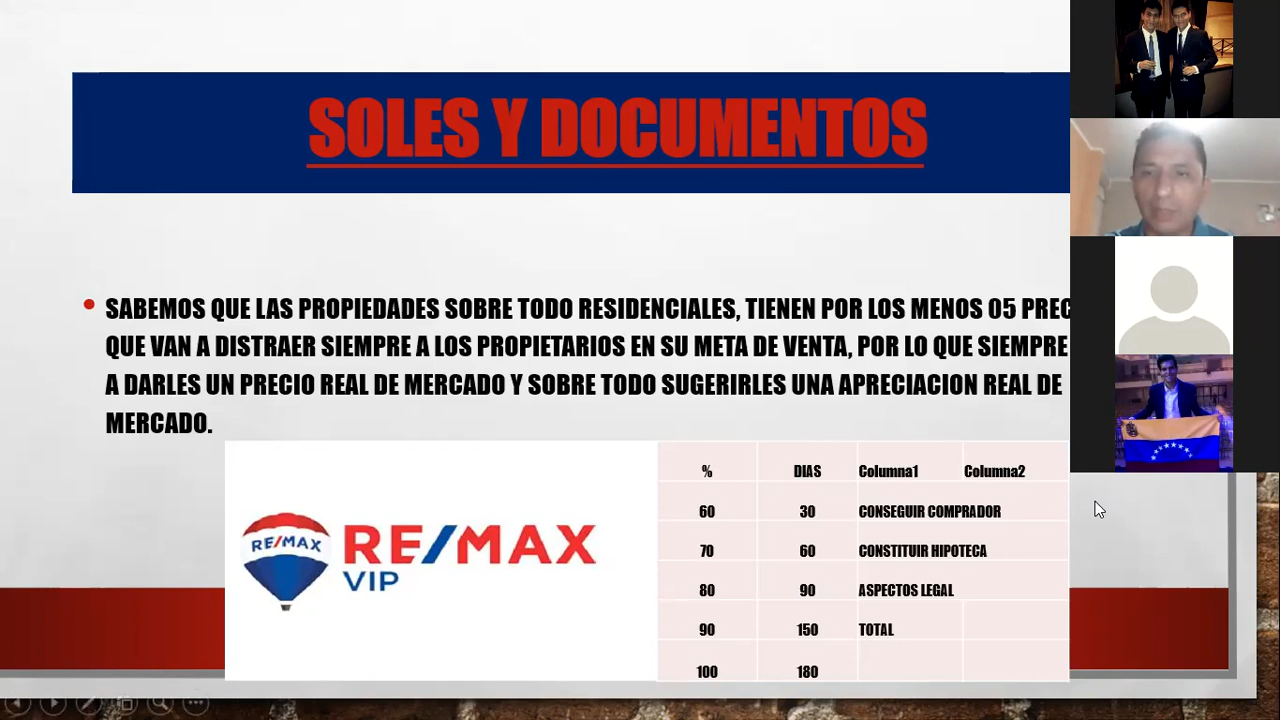 SOLES Y DOCUMENTOS
SABEMOS QUE LAS PROPIEDADES SOBRE TODO RESIDENCIALES, TIENEN POR LOS MENOS 05
QUE VAN A DISTRAER SIEMPRE A LOS PROPIETARIOS EN SU META DE VENTA, POR LO QUE SIEMPRE
A DARLES UN PRECIO REAL DE MERCADO Y SOBRE TODO SUGERIRLES UNA APRECIACION REAL DE
MERCADO.
RE/MAX
RE/MAX
VIP
% DIAS Columna1 Columna2
60 30 CONSEGUIR COMPRADOR
70 60 CONSTITUIR HIPOTECA
80 90 ASPECTOS LEGAL
90 150 TOTAL
100 180